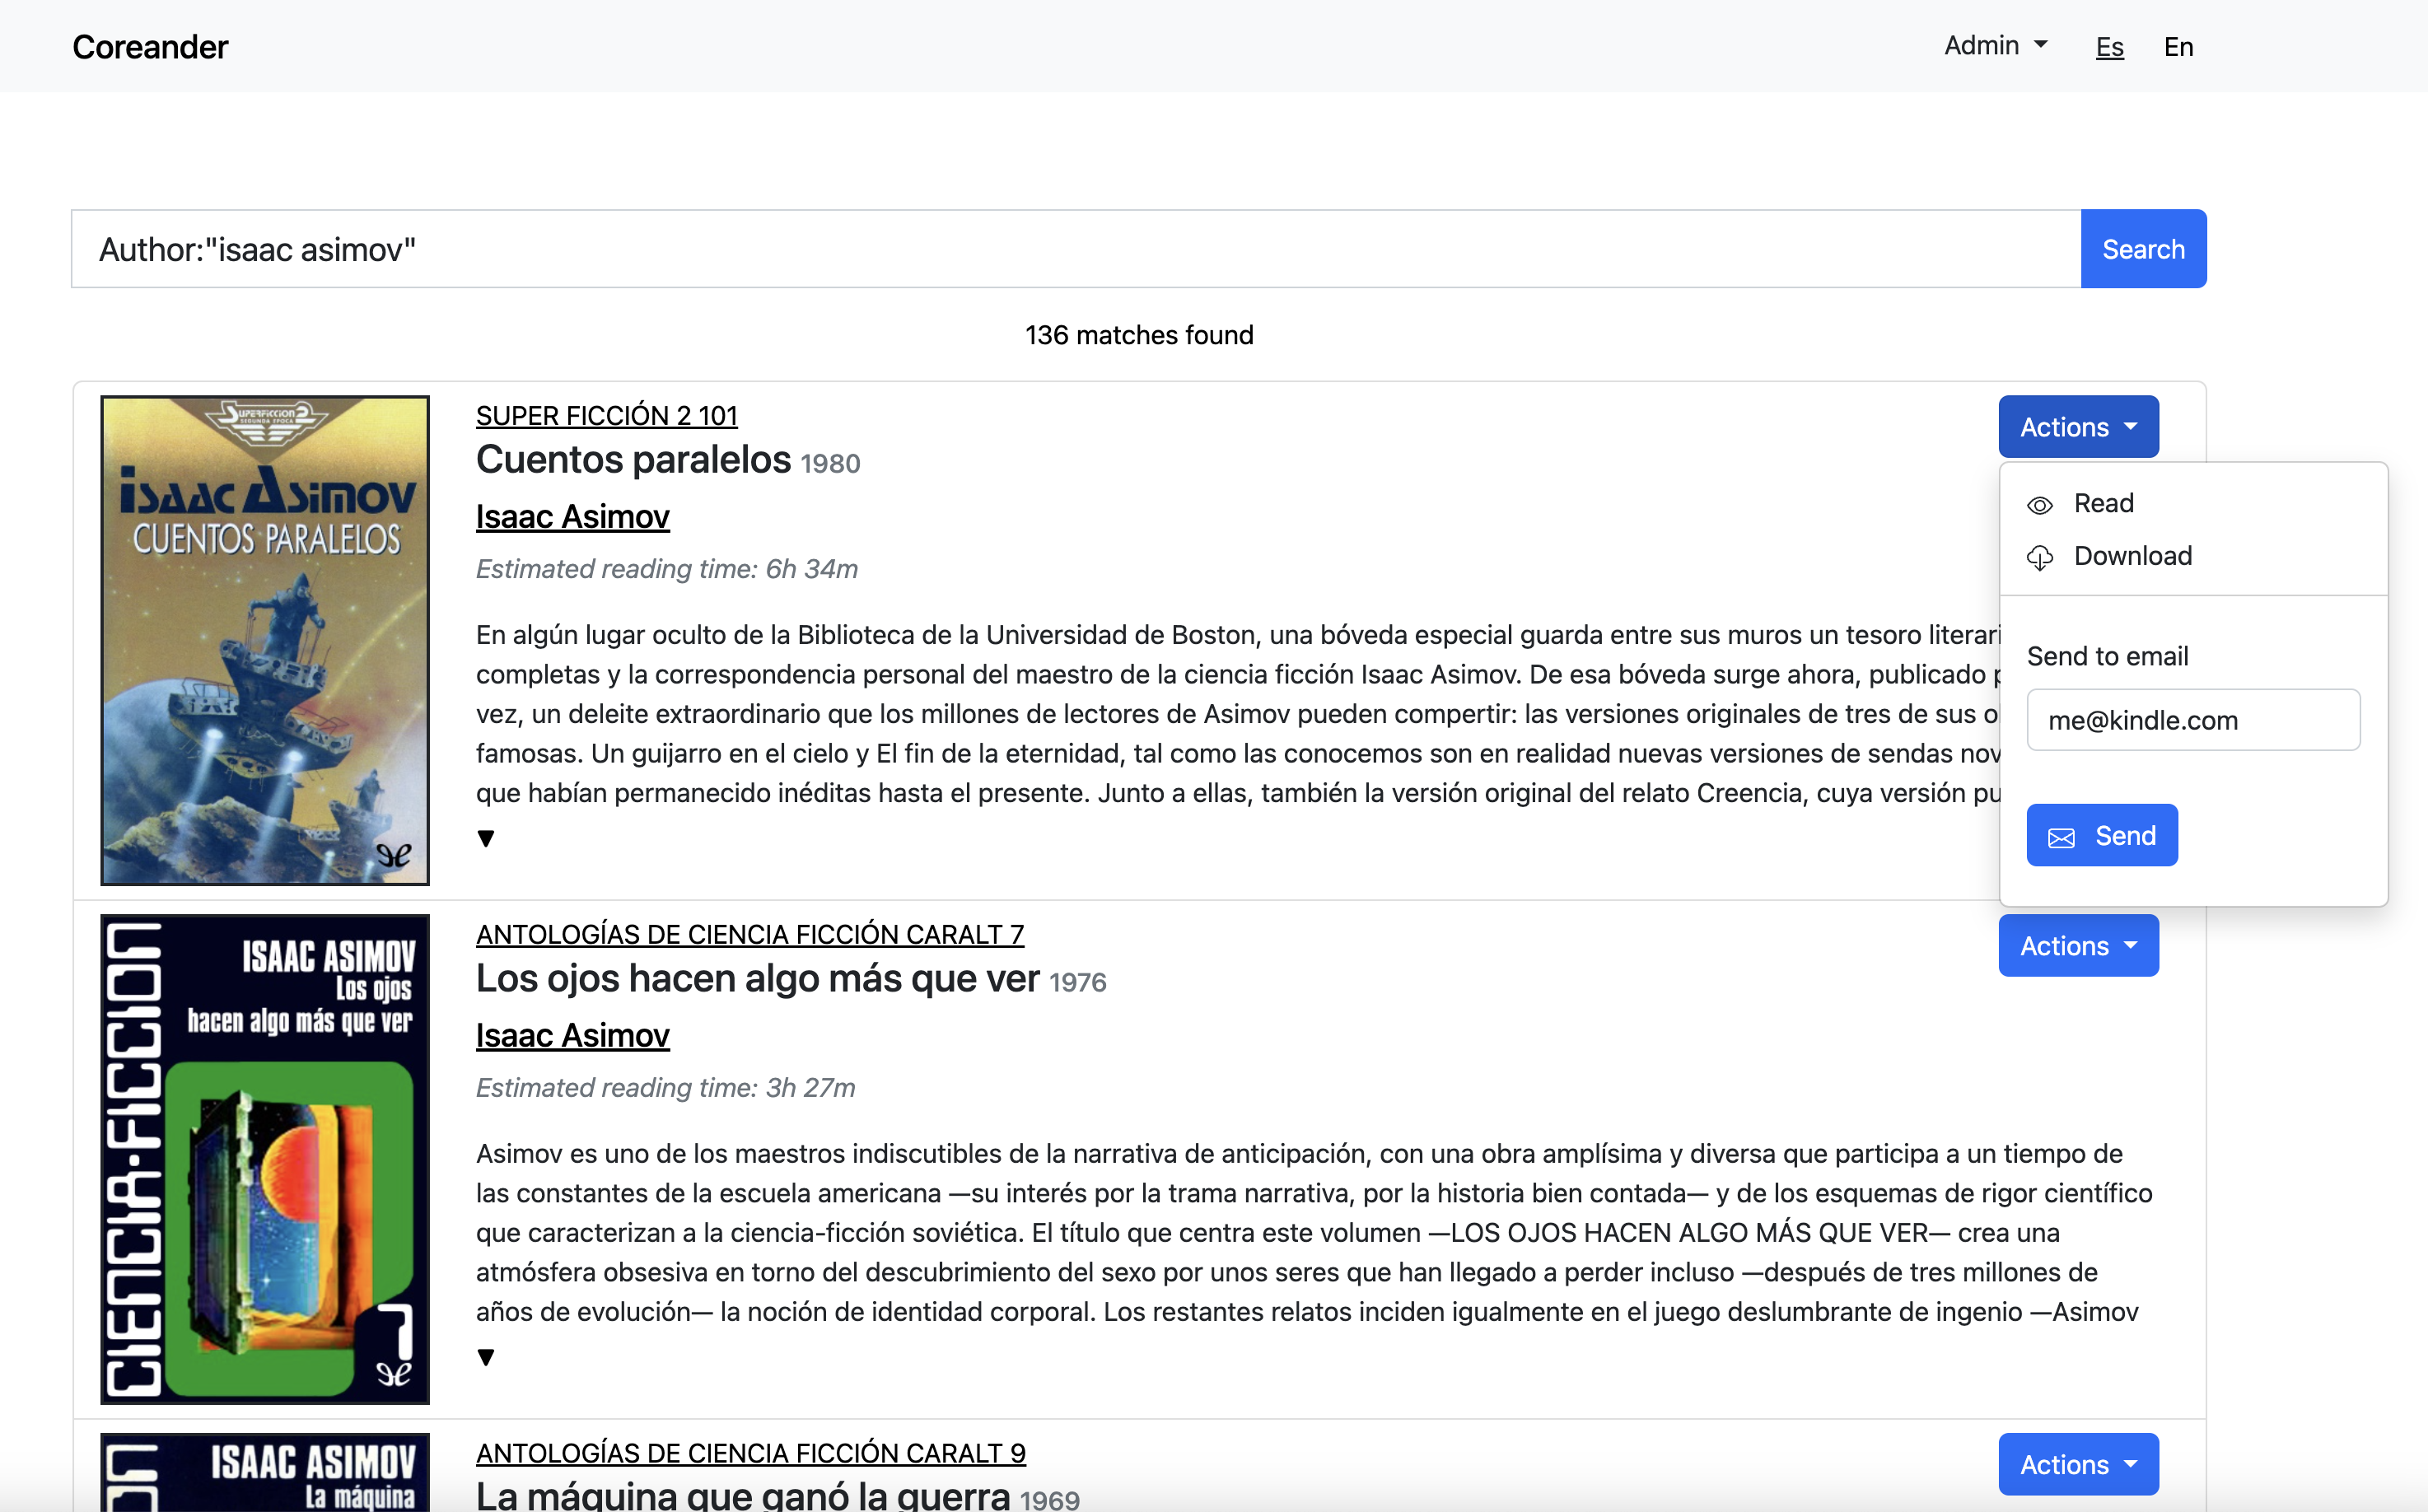 Coreander
Admin
Es
En
Author:"isaac asimov"
Search
136 matches found
SUPERFICCION 2
SEGUNDA EPOCA
ISAAC ASIMOV
CUENTOS PARALELOS
SUPER FICCIÓN 2 101
Cuentos paralelos 1980
Isaac Asimov
Estimated reading time: 6h 34m
En algún lugar oculto de la Biblioteca de la Universidad de Boston, una bóveda especial guarda entre sus muros un tesoro literari
completas y la correspondencia personal del maestro de la ciencia ficción Isaac Asimov. De esa bóveda surge ahora, publicado p
vez, un deleite extraordinario que los millones de lectores de Asimov pueden compartir: las versiones originales de tres de sus o
famosas. Un guijarro en el cielo y El fin de la eternidad, tal como las conocemos son en realidad nuevas versiones de sendas nov
que habían permanecido inéditas hasta el presente. Junto a ellas, también la versión original del relato Creencia, cuya versión pu
Actions
Read
Download
Send to email
me@kindle.com
Send
CIENCIA-FICCION
ISAAC ASIMOV
Los ojos
hacen algo más que ver
7
ANTOLOGÍAS DE CIENCIA FICCIÓN CARALT 7
Los ojos hacen algo más que ver 1976
Isaac Asimov
Estimated reading time: 3h 27m
Asimov es uno de los maestros indiscutibles de la narrativa de anticipación, con una obra amplísima y diversa que participa a un tiempo de
las constantes de la escuela americana —su interés por la trama narrativa, por la historia bien contada— y de los esquemas de rigor científico
que caracterizan a la ciencia-ficción soviética. El título que centra este volumen —LOS OJOS HACEN ALGO MÁS QUE VER— crea una
atmósfera obsesiva en torno del descubrimiento del sexo por unos seres que han llegado a perder incluso —después de tres millones de
años de evolución— la noción de identidad corporal. Los restantes relatos inciden igualmente en el juego deslumbrante de ingenio —Asimov
Actions
ISAAC ASIMOV
La máquina
ANTOLOGÍAS DE CIENCIA FICCIÓN CARALT 9
La máquina que ganó la guerra 1969
Actions